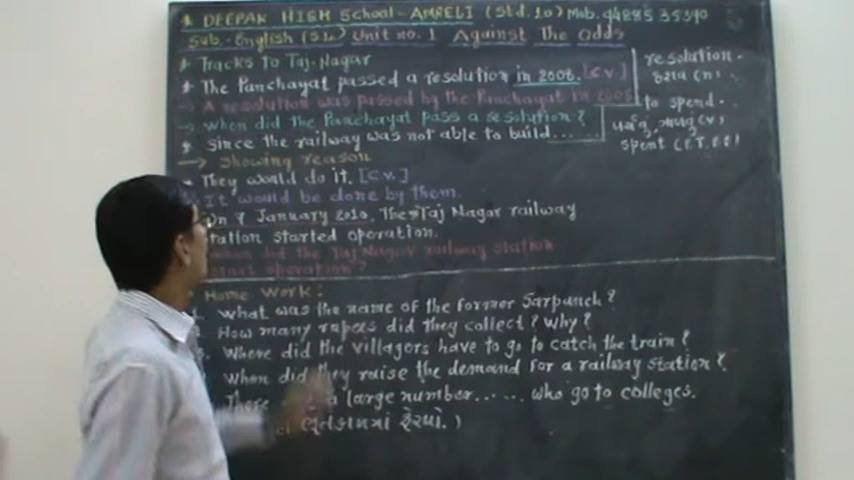 * DEEPAK HIGH School - AMRELI (Std. 10) Mob. 94885 35390
Sub. - English (S.L.) Unit no. 1 Against The Odds
* Tracks to Taj-Nagar
* The Panchayat passed a resolution in 2008. [C.V.]
→ A resolution was passed by the Panchayat in 2008
→ When did the Panchayat pass a resolution?
* Since the railway was not able to build......
→ Showing reason
They would do it. [C.V.]
It would be done by them.
On 7 January 2010, The Taj Nagar railway
station started operation.
When did the Taj Nagar railway station
start operation?
resolution -
ઠરાવ (n)
to spend -
(v)
spent
Home Work :
What was the name of the former Sarpanch?
How many rupees did they collect? Why?
Where did the villagers have to go to catch the train?
When did they raise the demand for a railway station?
There a large number...... who go to colleges.
ભૂતકાળમાં ફેરવો.)